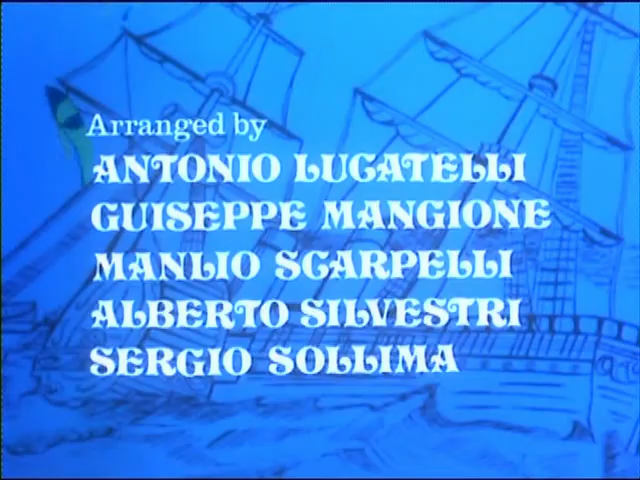 Arranged by
ANTONIO LUCATELLI
GUISEPPE MANGIONE
MANLIO SCARPELLI
ALBERTO SILVESTRI
SERGIO SOLLIMA